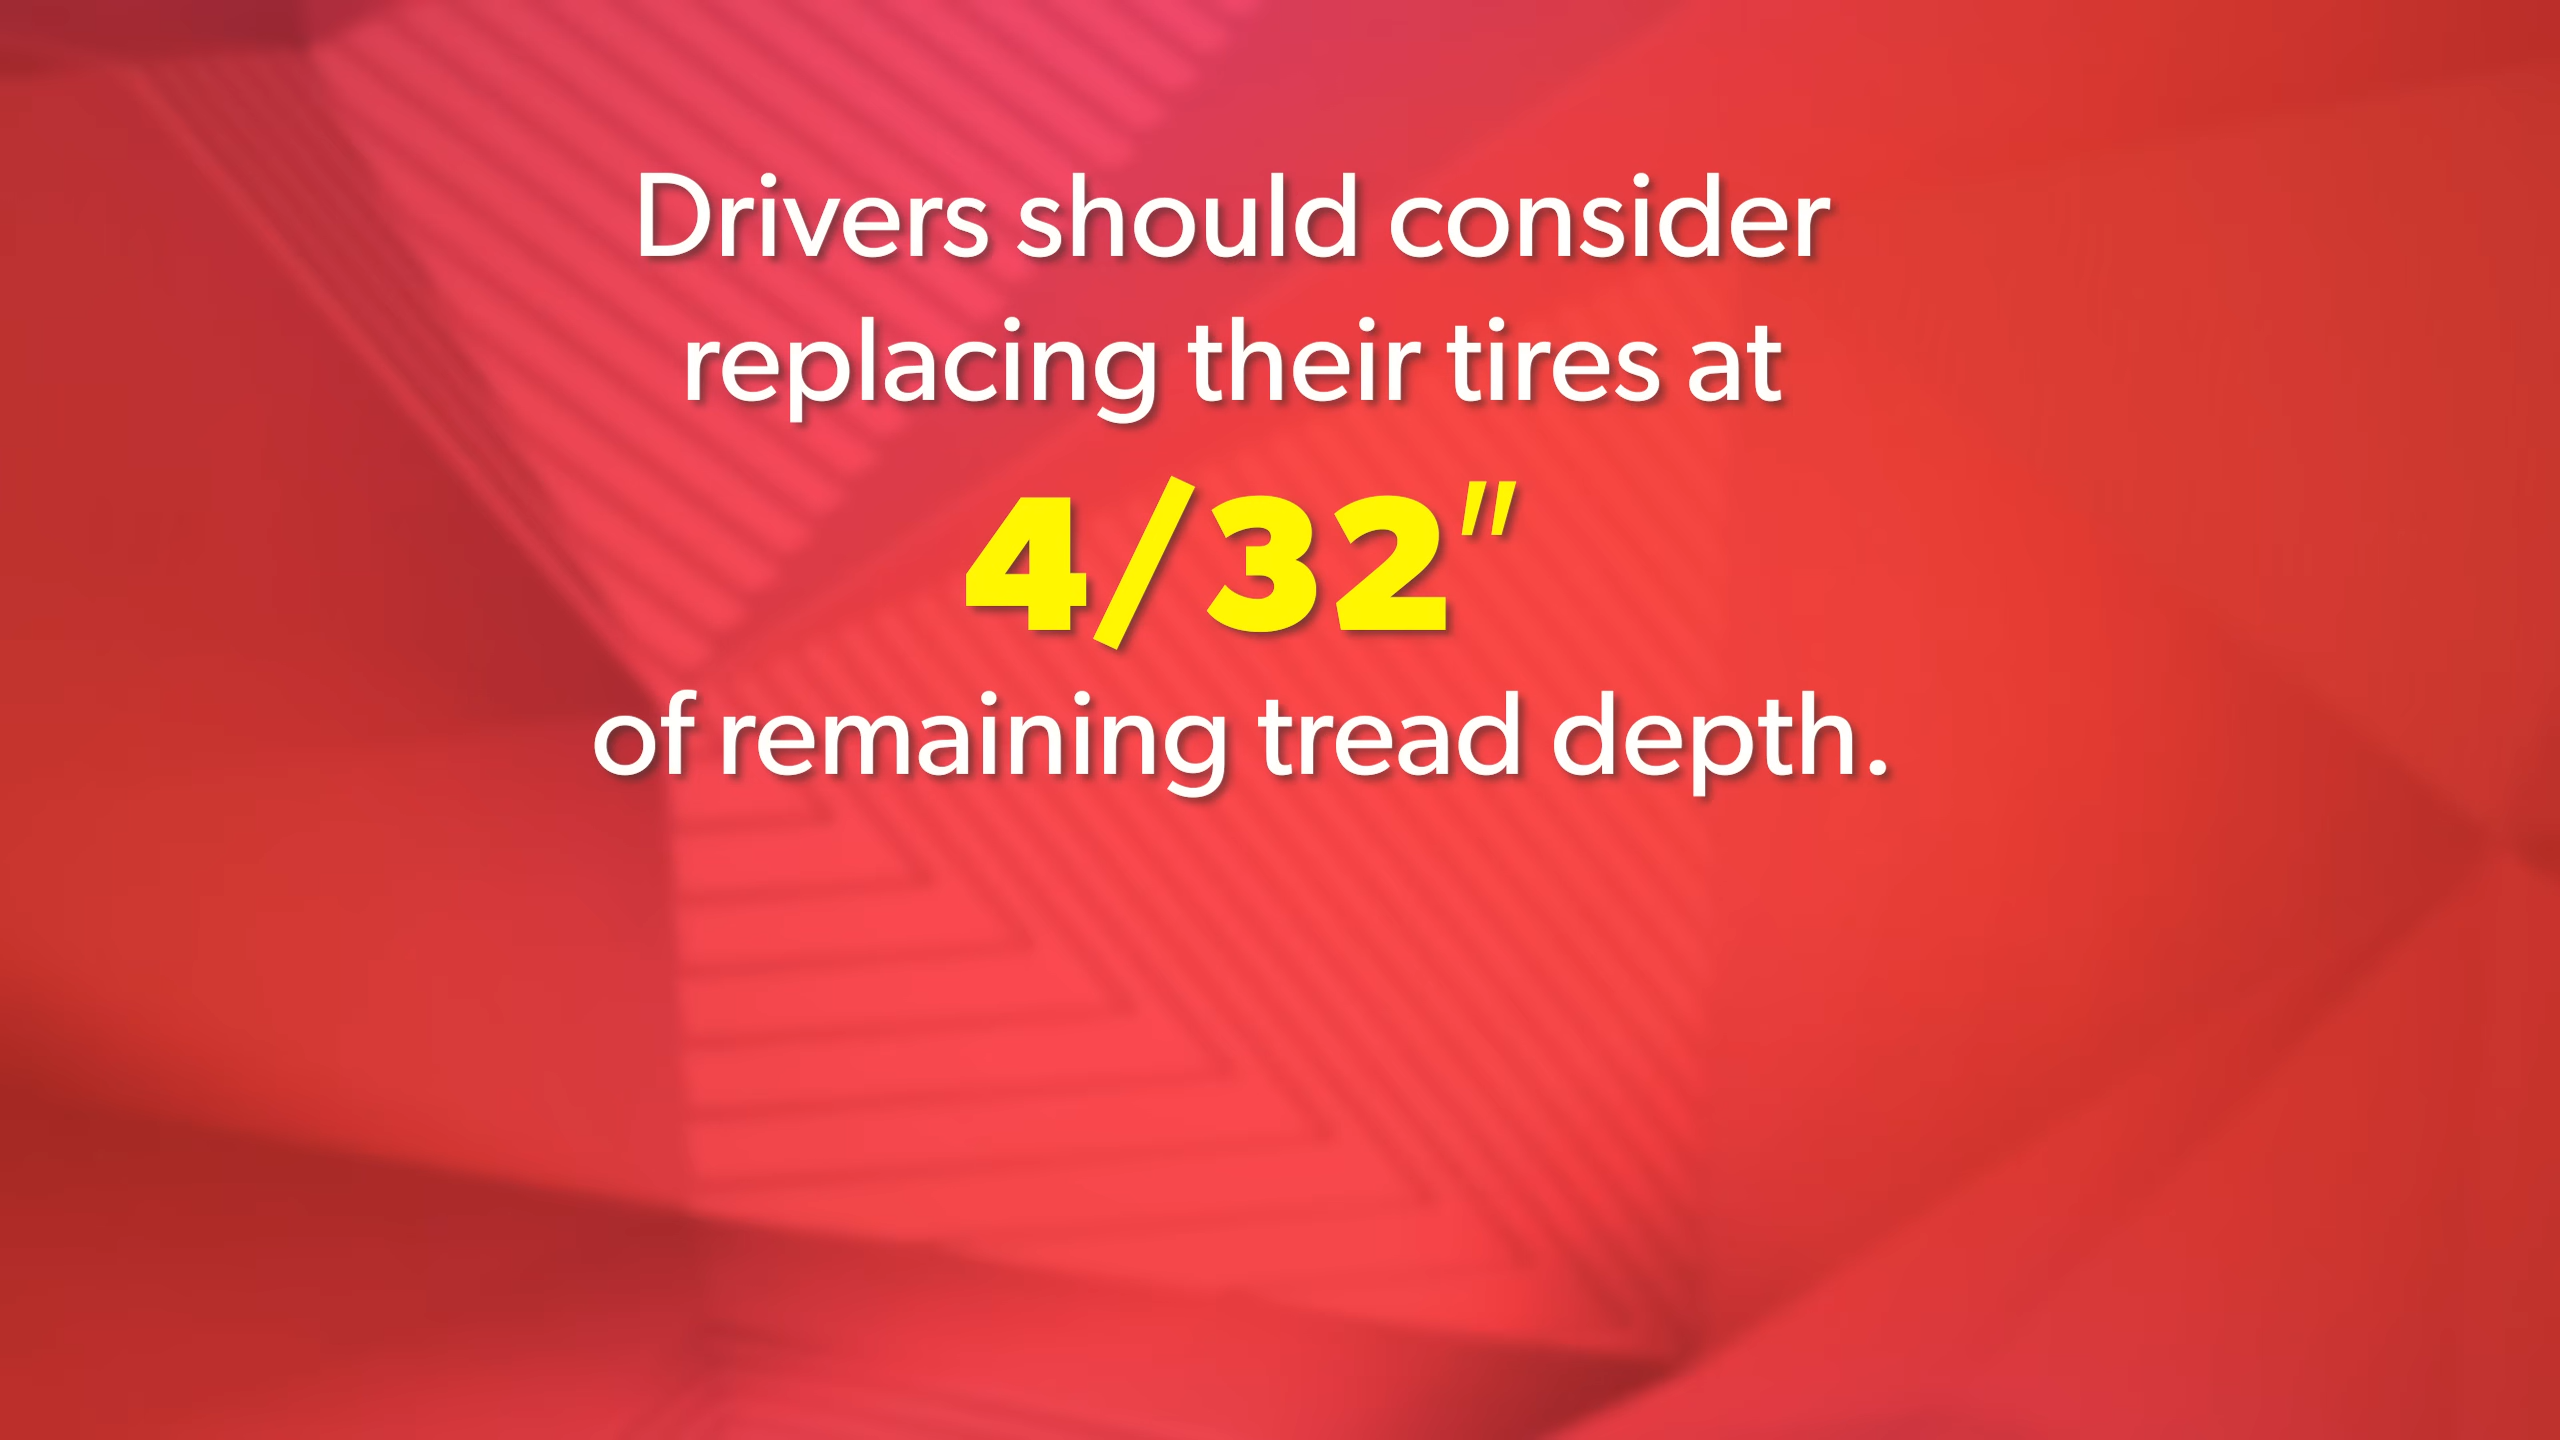 Drivers should consider
replacing their tires at
4/32"
of remaining tread depth.